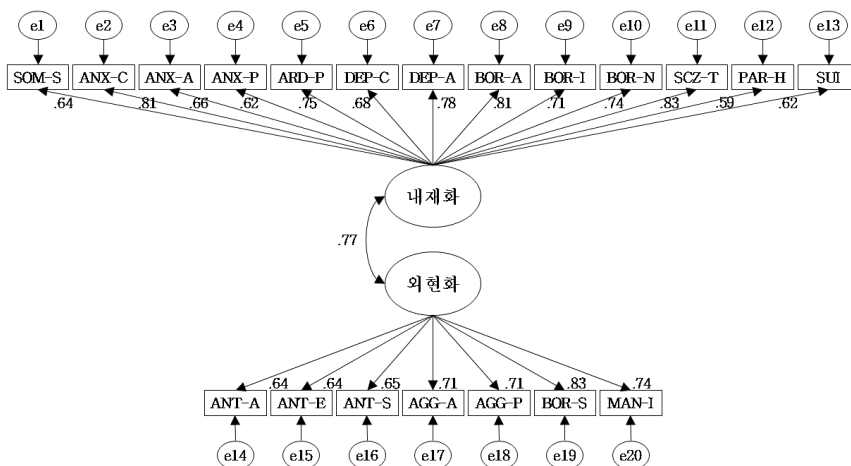 e1 e2 e3 e4 e5 e6 e7 e8 e9 e10 e11 e12 e13
SOM-S ANX-C ANX-A ANX-P ARD-P DEP-C DEP-A BOR-A BOR-I BOR-N SCZ-T PAR-H SUI
.64 .81 .66 .62 .75 .68 .78 .81 .71 .74 .83 .59 .62
내재화
.77
외현화
.64 .64 .65 .71 .71 .83 .74
ANT-A ANT-E ANT-S AGG-A AGG-P BOR-S MAN-I
e14 e15 e16 e17 e18 e19 e20